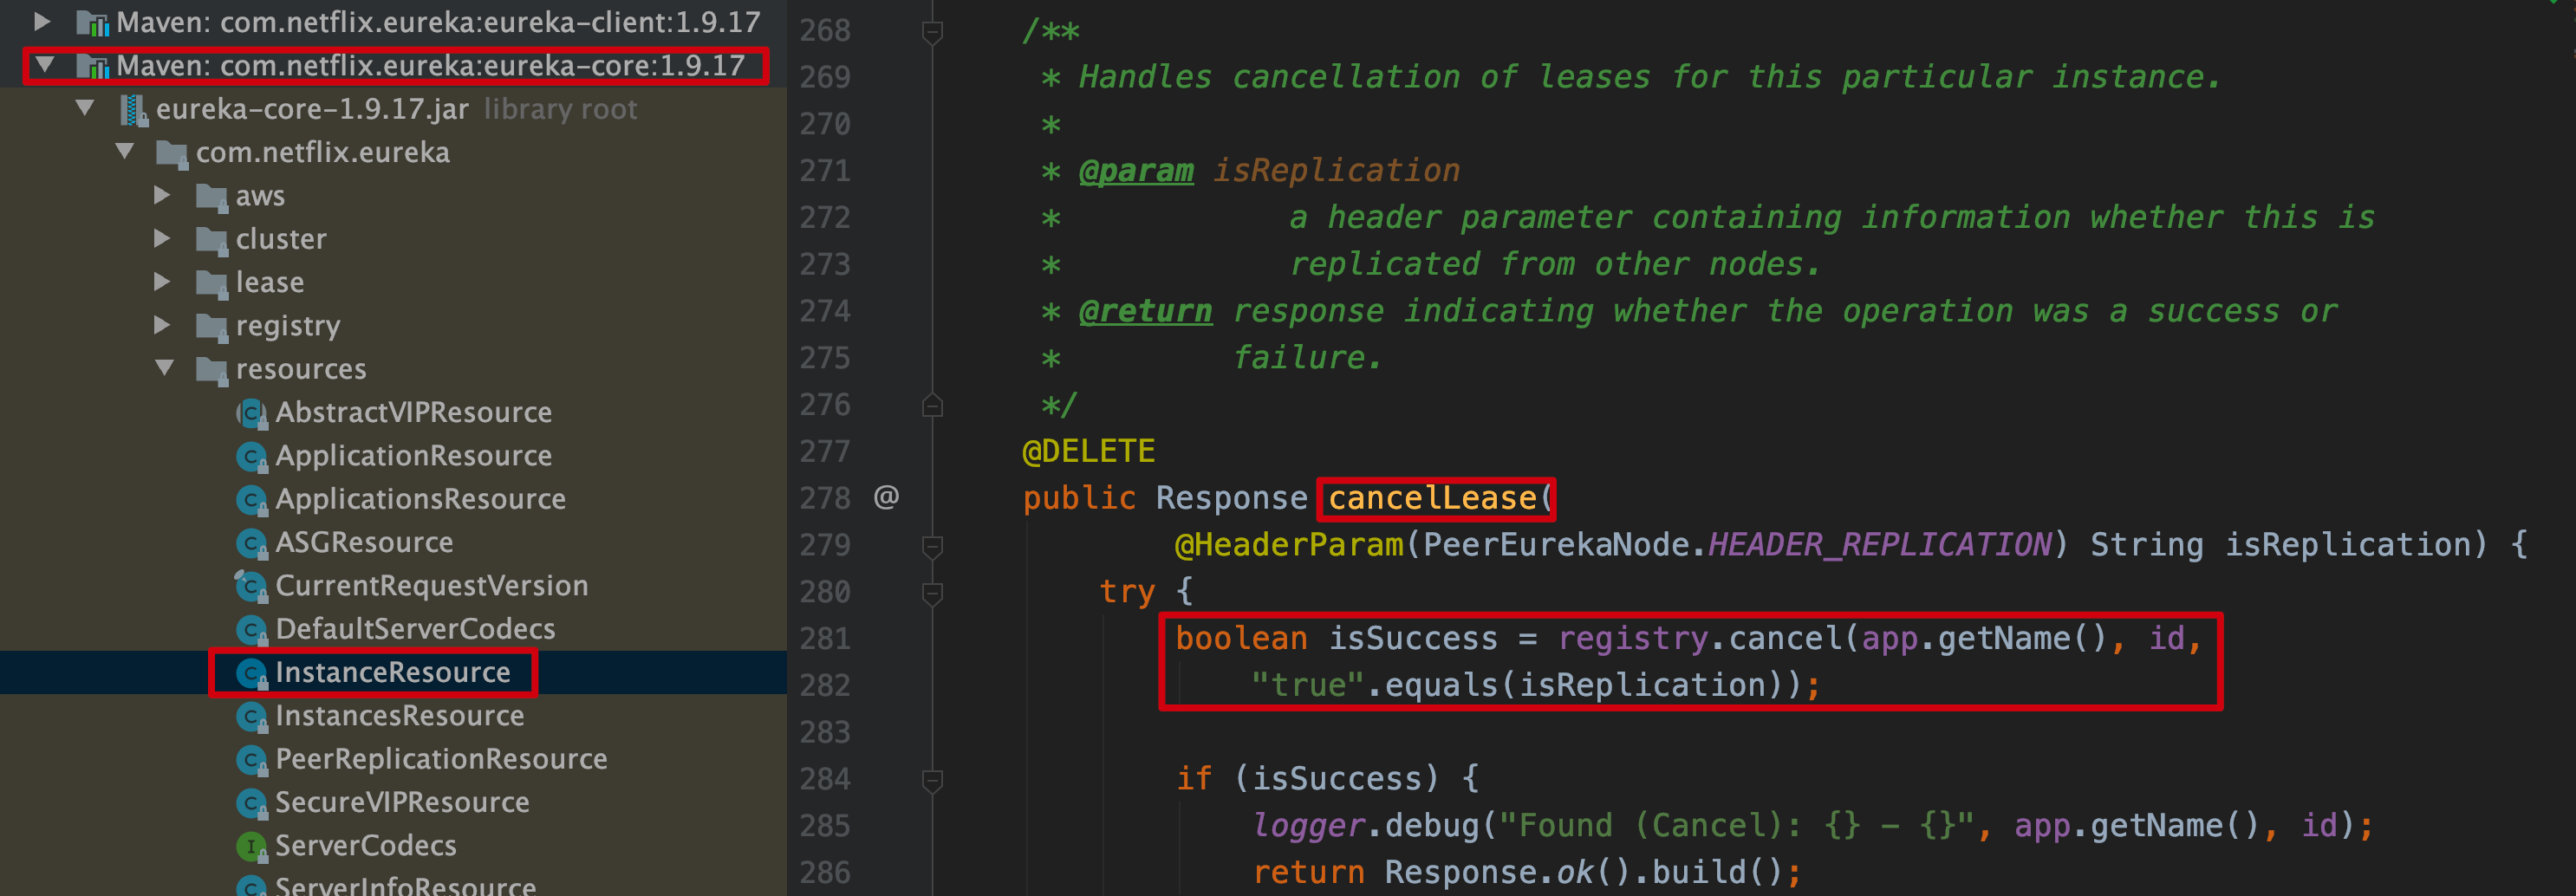 Maven: com.netflix.eureka:eureka-client:1.9.17
Maven: com.netflix.eureka:eureka-core:1.9.17
eureka-core-1.9.17.jar library root
com.netflix.eureka
aws
cluster
lease
registry
resources
AbstractVIPResource
ApplicationResource
ApplicationsResource
ASGResource
CurrentRequestVersion
DefaultServerCodecs
InstanceResource
InstancesResource
PeerReplicationResource
SecureVIPResource
ServerCodecs
ServerInfoResource
268 /**
269 * Handles cancellation of leases for this particular instance.
270 *
271 * @param isReplication
272 * a header parameter containing information whether this is
273 * replicated from other nodes.
274 * @return response indicating whether the operation was a success or
275 * failure.
276 */
277 @DELETE
278 @ public Response cancelLease(
279 @HeaderParam(PeerEurekaNode.HEADER_REPLICATION) String isReplication) {
280 try {
281 boolean isSuccess = registry.cancel(app.getName(), id,
282 "true".equals(isReplication));
283
284 if (isSuccess) {
285 logger.debug("Found (Cancel): {} - {}", app.getName(), id);
286 return Response.ok().build();